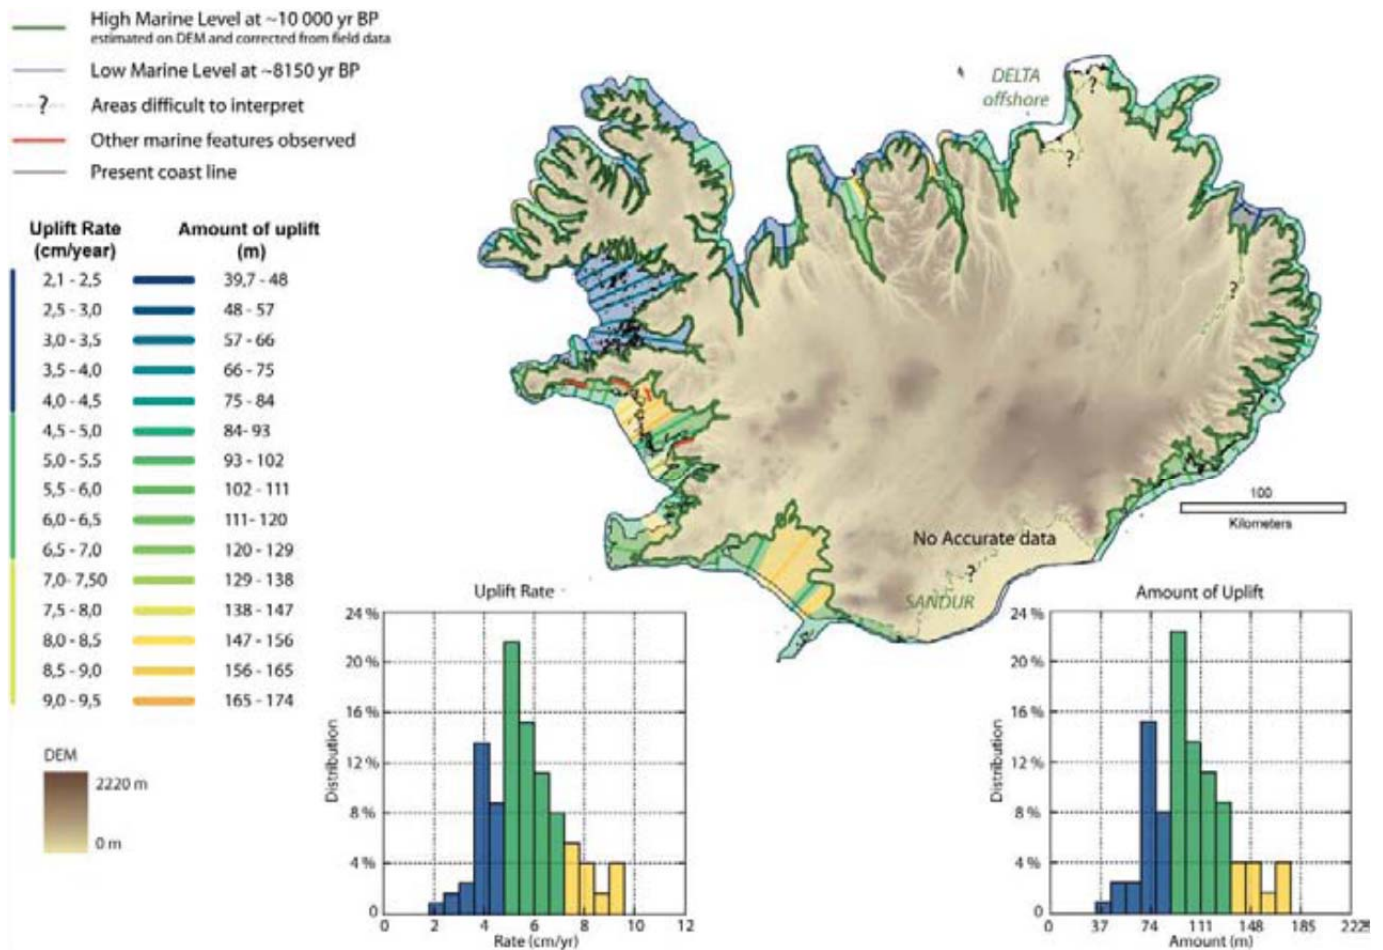 High Marine Level at ~10 000 yr BP
estimated on DEM and corrected from field data
Low Marine Level at ~8150 yr BP
? Areas difficult to interpret
Other marine features observed
Present coast line
Uplift Rate
(cm/year)
Amount of uplift
(m)
2,1 - 2,5 39,7 - 48
2,5 - 3,0 48 - 57
3,0 - 3,5 57 - 66
3,5 - 4,0 66 - 75
4,0 - 4,5 75 - 84
4,5 - 5,0 84- 93
5,0 - 5,5 93 - 102
5,5 - 6,0 102 - 111
6,0 - 6,5 111- 120
6,5 - 7,0 120 - 129
7,0- 7,50 129 - 138
7,5 - 8,0 138 - 147
8,0 - 8,5 147 - 156
8,5 - 9,0 156 - 165
9,0 - 9,5 165 - 174
DEM
2220 m
0 m
DELTA
offshore
?
?
?
100
Kilometers
No Accurate data
?
SANDUR
Uplift Rate
24 %
20 %
16 %
12 %
8 %
4 %
0
Distribution
0 2 4 6 8 10 12
Rate (cm/yr)
Amount of Uplift
24 %
20 %
16 %
12 %
8 %
4 %
0
Distribution
0 37 74 111 148 185
Amount (m)